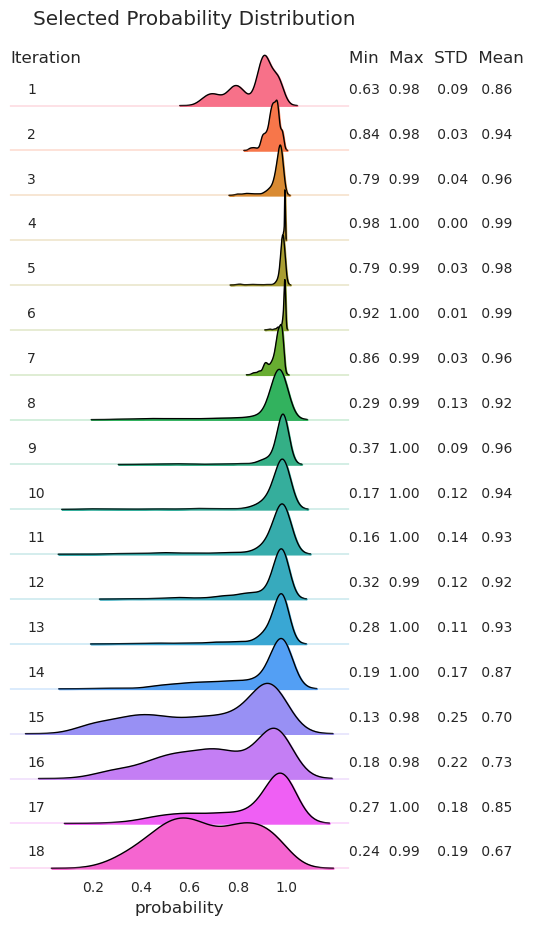 Selected Probability Distribution
Iteration Min Max STD Mean
1 0.63 0.98 0.09 0.86
2 0.84 0.98 0.03 0.94
3 0.79 0.99 0.04 0.96
4 0.98 1.00 0.00 0.99
5 0.79 0.99 0.03 0.98
6 0.92 1.00 0.01 0.99
7 0.86 0.99 0.03 0.96
8 0.29 0.99 0.13 0.92
9 0.37 1.00 0.09 0.96
10 0.17 1.00 0.12 0.94
11 0.16 1.00 0.14 0.93
12 0.32 0.99 0.12 0.92
13 0.28 1.00 0.11 0.93
14 0.19 1.00 0.17 0.87
15 0.13 0.98 0.25 0.70
16 0.18 0.98 0.22 0.73
17 0.27 1.00 0.18 0.85
18 0.24 0.99 0.19 0.67
0.2 0.4 0.6 0.8 1.0
probability